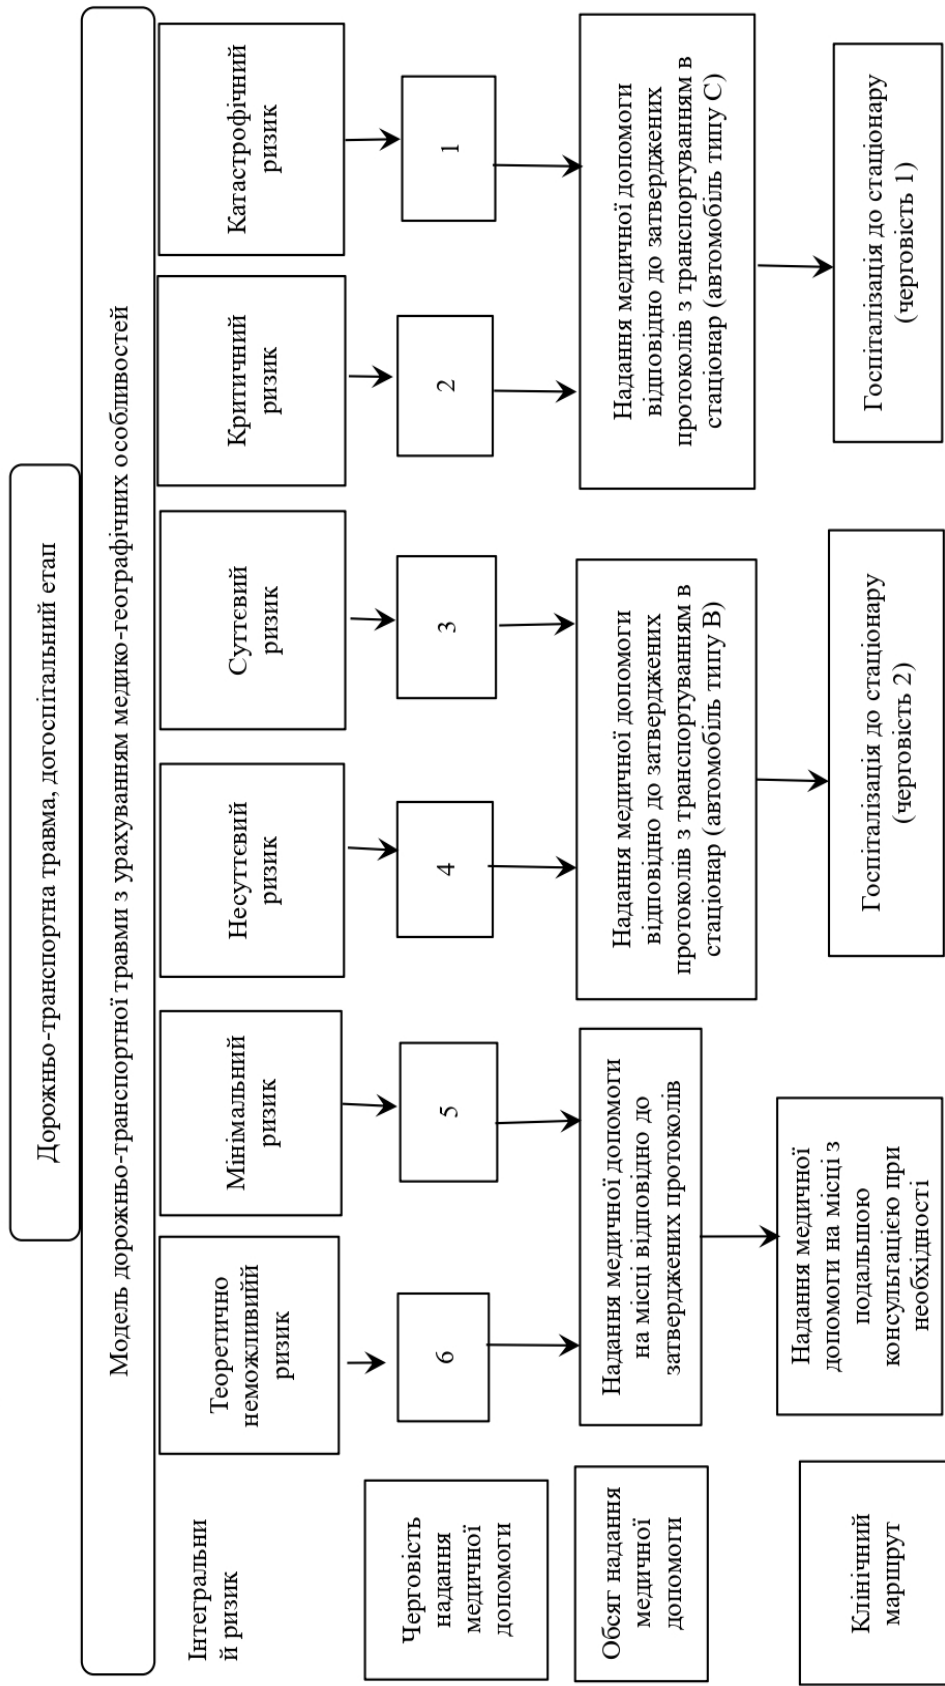 Дорожньо-транспортна травма, догоспітальний етап
Модель дорожньо-транспортної травми з урахуванням медико-географічних особливостей
Інтегральни
й ризик
Теоретично
неможливийй
ризик
Мінімальний
ризик
Несуттєвий
ризик
Суттєвий
ризик
Критичний
ризик
Катастрофічний
ризик
Черговість
надання
медичної
допомоги
6
5
4
3
2
1
Обсяг надання
медичної
допомоги
Надання медичної допомоги
на місці відповідно до
затверджених протоколів
Надання медичної допомоги
відповідно до затверджених
протоколів з транспортуванням в
стаціонар (автомобіль типу В)
Надання медичної допомоги
відповідно до затверджених
протоколів з транспортуванням в
стаціонар (автомобіль типу С)
Клінічний
маршрут
Надання медичної
допомоги на місці з
подальшою
консультацією при
необхідності
Госпіталізація до стаціонару
(черговість 2)
Госпіталізація до стаціонару
(черговість 1)